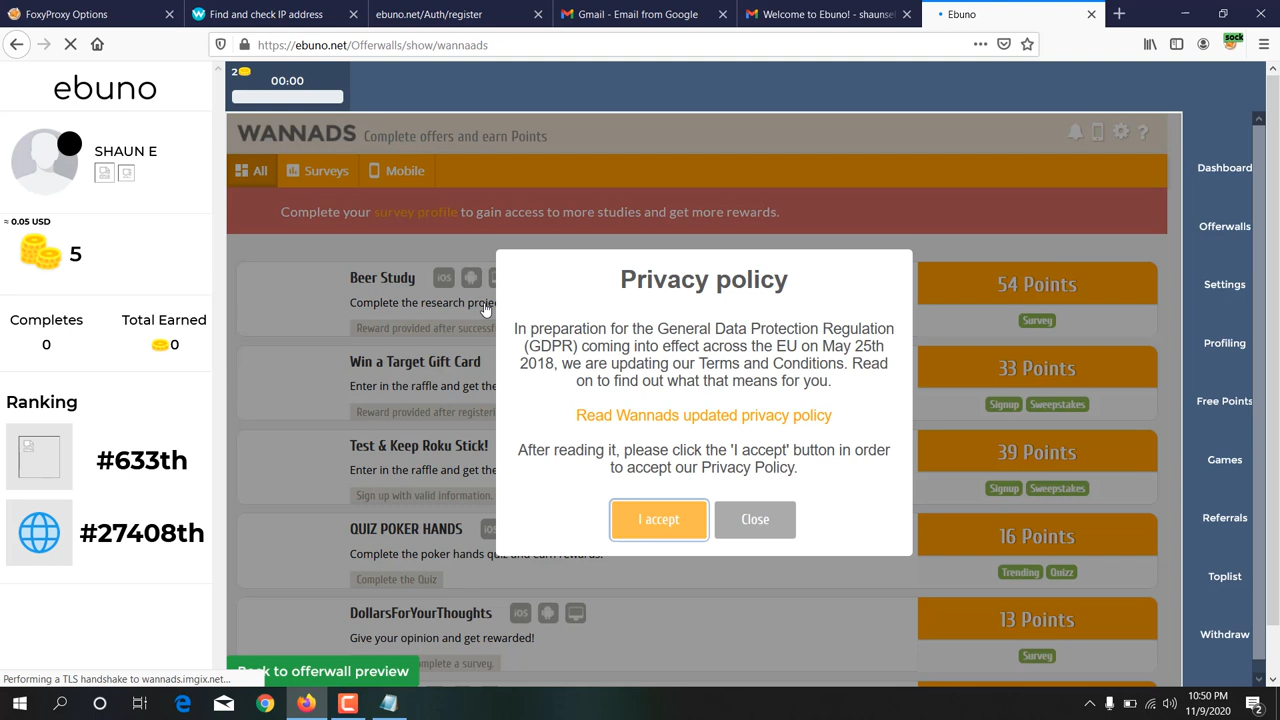 FoxyProxy Options
Find and check IP address
ebuno.net/Auth/register
Gmail - Email from Google
Welcome to Ebuno! - shaunsel
Ebuno
https://ebuno.net/Offerwalls/show/wannaads
sock
ebuno
SHAUN E
≈ 0.05 USD
5
Completes
Total Earned
0
0
Ranking
#633th
#27408th
2
00:00
WANNADS Complete offers and earn Points
All
Surveys
Mobile
Complete your survey profile to gain access to more studies and get more rewards.
Beer Study
iOS
Complete the research proje
Reward provided after successf
54 Points
Survey
Win a Target Gift Card
Enter in the raffle and get the
Reward provided after registeri
33 Points
Signup
Sweepstakes
Test & Keep Roku Stick!
Enter in the raffle and get the
Sign up with valid information.
39 Points
Signup
Sweepstakes
QUIZ POKER HANDS
iOS
Complete the poker hands quiz and earn rewards.
Complete the Quiz
16 Points
Trending
Quizz
DollarsForYourThoughts
iOS
Give your opinion and get rewarded!
mplete a survey.
13 Points
Survey
Privacy policy
In preparation for the General Data Protection Regulation
(GDPR) coming into effect across the EU on May 25th
2018, we are updating our Terms and Conditions. Read
on to find out what that means for you.
Read Wannads updated privacy policy
After reading it, please click the 'I accept' button in order
to accept our Privacy Policy.
I accept
Close
Dashboard
Offerwalls
Settings
Profiling
Free Points
Games
Referrals
Toplist
Withdraw
Back to offerwall preview
Performing a TLS handshake to wannads.imgix.net...
10:50 PM
11/9/2020
2